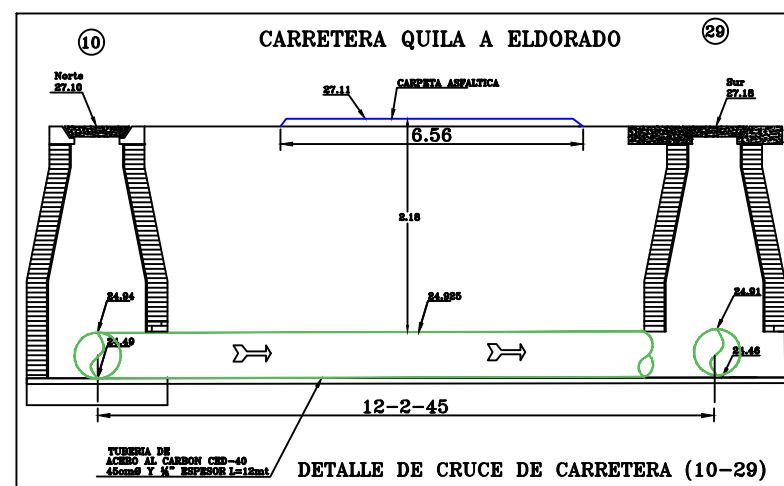 10
CARRETERA QUILA A ELDORADO
29
Norte
27.10
27.11
CARPETA ASFALTICA
Sur
27.18
6.56
2.18
24.94
24.925
24.91
24.49
24.46
12-2-45
TUBERIA DE
ACERO AL CARBON CED-40
45cmØ Y ¼" ESPESOR L=12mt
DETALLE DE CRUCE DE CARRETERA (10-29)